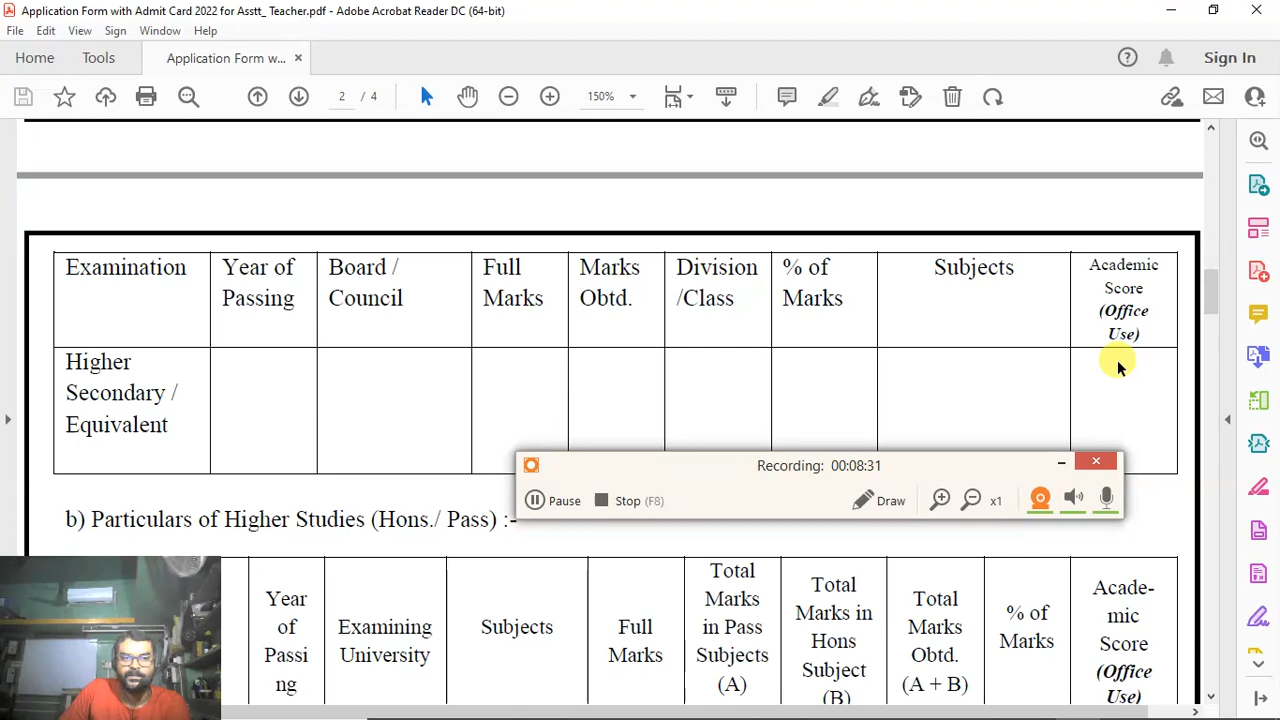 Application Form with Admit Card 2022 for Asstt_ Teacher.pdf - Adobe Acrobat Reader DC (64-bit)
File Edit View Sign Window Help
Home Tools Application Form w... × Sign In
2 / 4 150%
Examination Year of Passing Board / Council Full Marks Marks Obtd. Division /Class % of Marks Subjects Academic Score (Office Use)
Higher
Secondary /
Equivalent
Recording: 00:08:31
Pause Stop (F8) Draw x1
b) Particulars of Higher Studies (Hons./ Pass) :-
Year of Passi ng Examining University Subjects Full Marks Total Marks in Pass Subjects (A) Total Marks in Hons Subject (B) Total Marks Obtd. (A + B) % of Marks Acade- mic Score (Office Use)